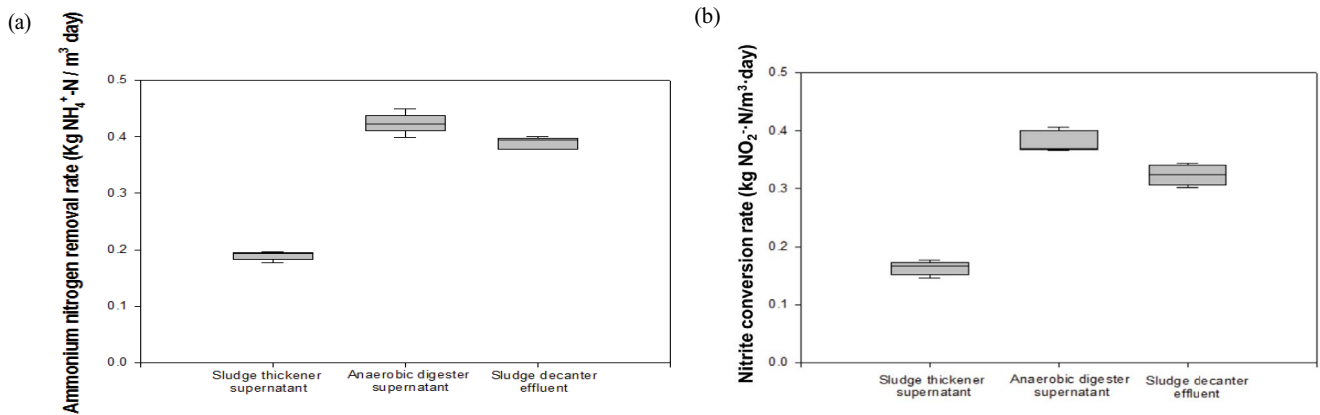 (a)
Ammonium nitrogen removal rate (Kg NH₄⁺-N / m³ day)
0.5
0.4
0.3
0.2
0.1
0.0
Sludge thickener
supernatant
Anaerobic digester
supernatant
Sludge decanter
effluent
(b)
Nitrite conversion rate (kg NO₂-·N/m³·day)
0.5
0.4
0.3
0.2
0.1
0.0
Sludge thickener
supernatant
Anaerobic digester
supernatant
Sludge decanter
effluent